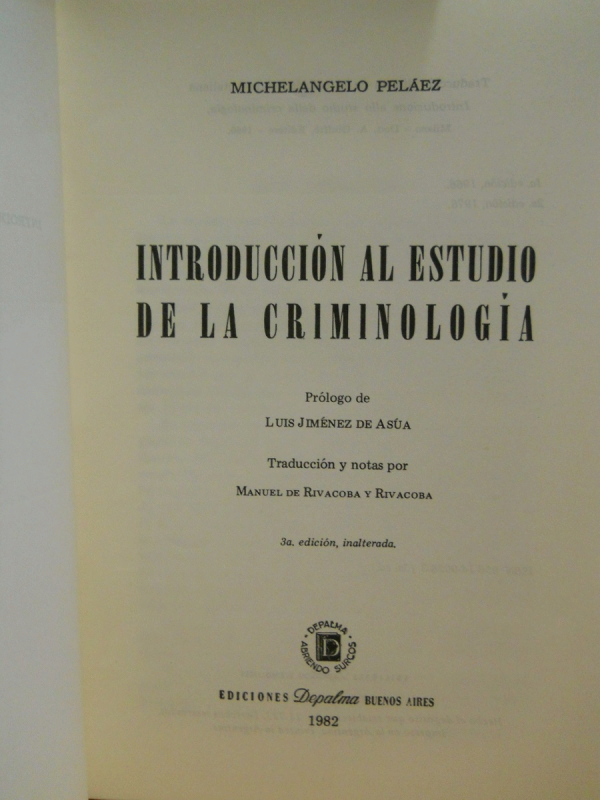 MICHELANGELO PELÁEZ
INTRODUCCIÓN AL ESTUDIO
DE LA CRIMINOLOGÍA
Prólogo de
LUIS JIMÉNEZ DE ASÚA
Traducción y notas por
MANUEL DE RIVACOBA Y RIVACOBA
3a. edición, inalterada.
DEPALMA
D
ABRIENDO SURCOS
EDICIONES Depalma BUENOS AIRES
1982